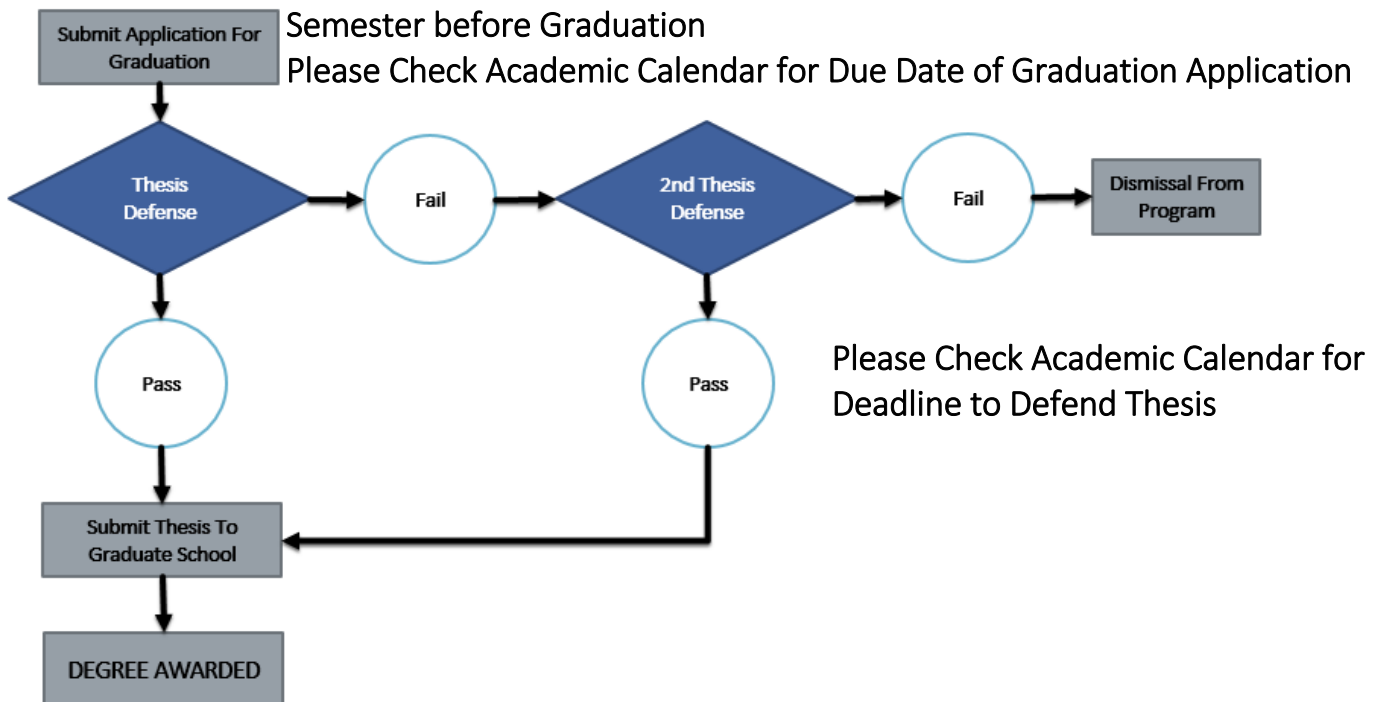 Submit Application For
Graduation
Semester before Graduation
Please Check Academic Calendar for Due Date of Graduation Application
Thesis
Defense
Fail
2nd Thesis
Defense
Fail
Dismissal From
Program
Pass
Pass
Please Check Academic Calendar for
Deadline to Defend Thesis
Submit Thesis To
Graduate School
DEGREE AWARDED